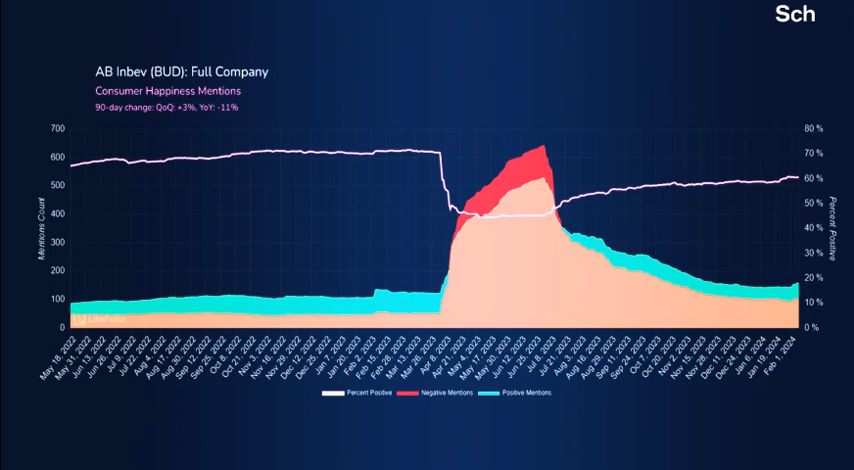 Sch
AB Inbev (BUD): Full Company
Consumer Happiness Mentions
90-day change: QoQ: +3%, YoY: -11%
700
600
500
400
300
200
100
0
Mentions Count
80 %
70 %
60 %
50 %
40 %
30 %
20 %
10 %
0 %
Percent Positive
May 18, 2022
May 31, 2022
Jun 13, 2022
Jun 26, 2022
Jul 9, 2022
Jul 22, 2022
Aug 4, 2022
Aug 17, 2022
Aug 30, 2022
Sep 12, 2022
Sep 25, 2022
Oct 8, 2022
Oct 21, 2022
Nov 3, 2022
Nov 16, 2022
Nov 29, 2022
Dec 12, 2022
Dec 25, 2022
Jan 7, 2023
Jan 20, 2023
Feb 2, 2023
Feb 15, 2023
Feb 28, 2023
Mar 13, 2023
Mar 26, 2023
Apr 8, 2023
Apr 21, 2023
May 4, 2023
May 17, 2023
May 30, 2023
Jun 12, 2023
Jun 25, 2023
Jul 8, 2023
Jul 21, 2023
Aug 3, 2023
Aug 16, 2023
Aug 29, 2023
Sep 11, 2023
Sep 24, 2023
Oct 7, 2023
Oct 20, 2023
Nov 2, 2023
Nov 15, 2023
Nov 28, 2023
Dec 11, 2023
Dec 24, 2023
Jan 6, 2024
Jan 19, 2024
Feb 1, 2024
Percent Positive Negative Mentions Positive Mentions